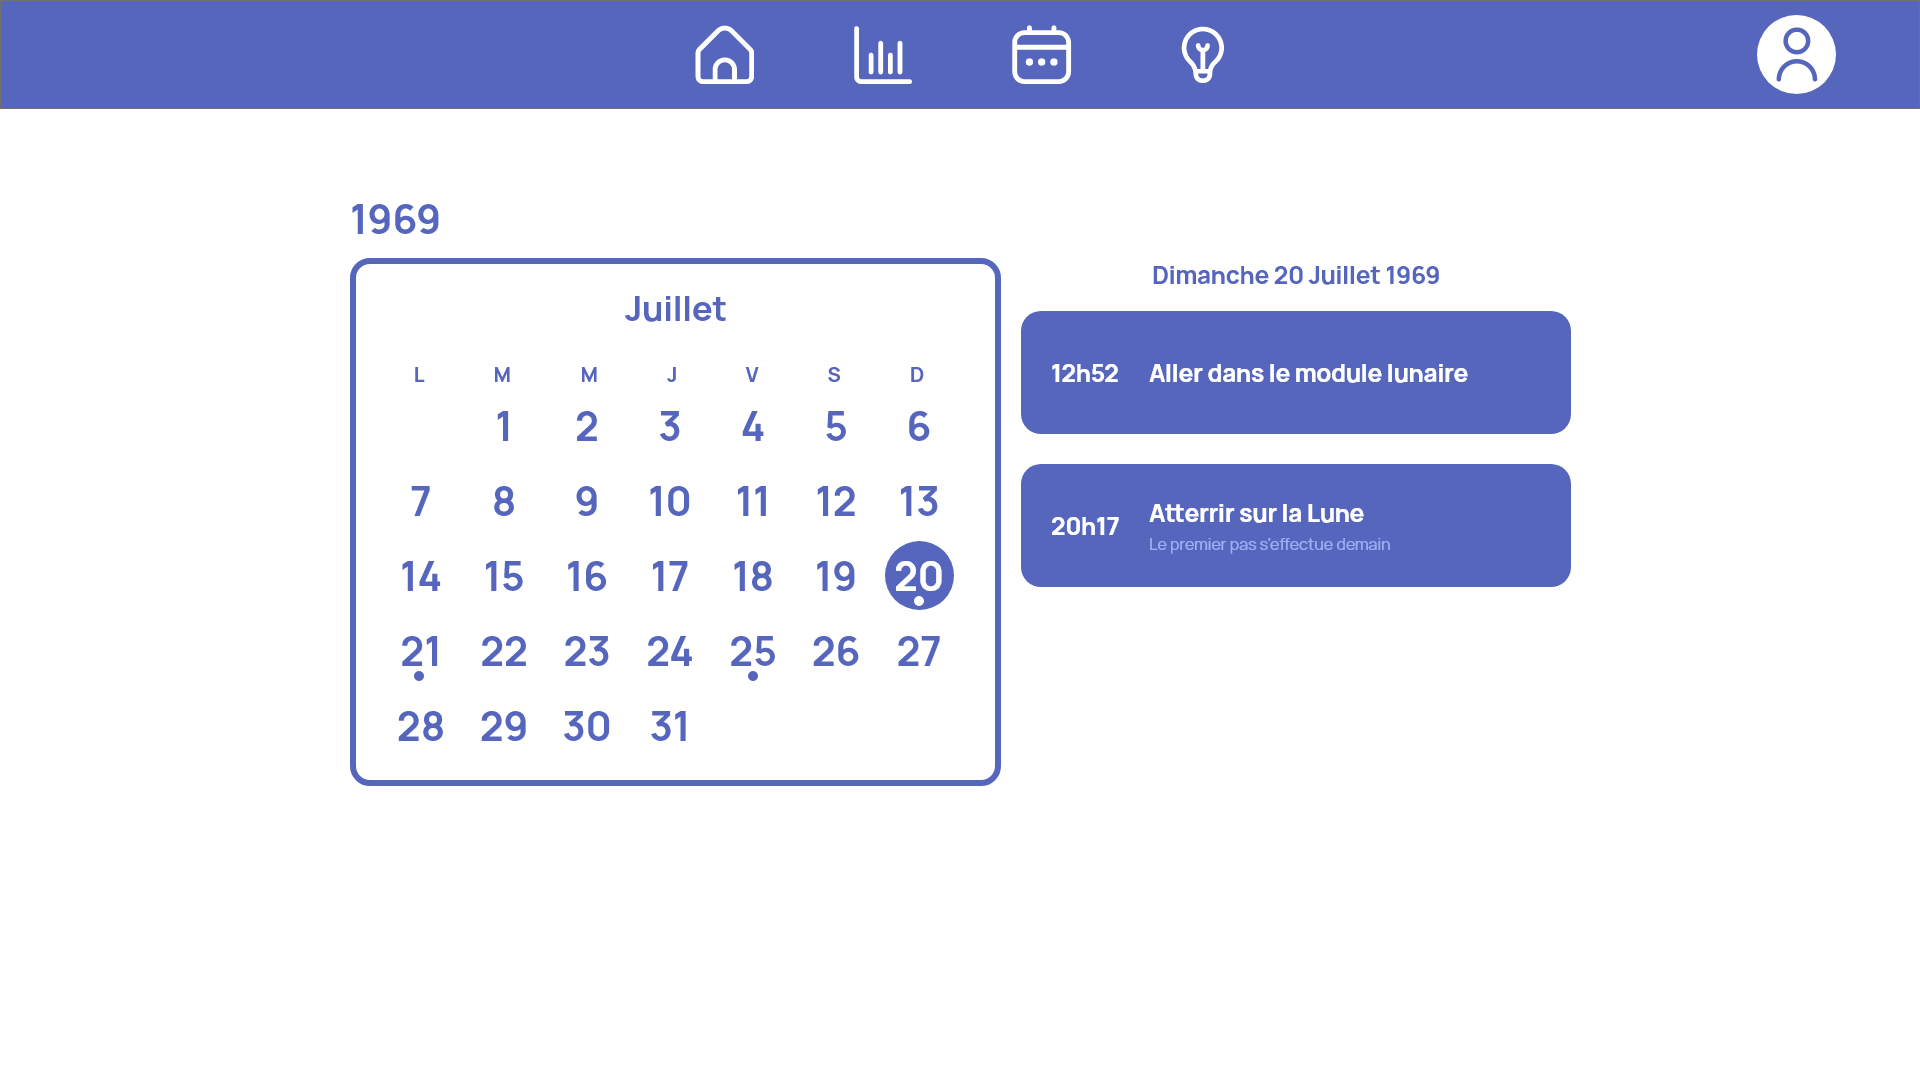 1969
Juillet
L M M J V S D
1 2 3 4 5 6
7 8 9 10 11 12 13
14 15 16 17 18 19 20
21 22 23 24 25 26 27
28 29 30 31
Dimanche 20 Juillet 1969
12h52 Aller dans le module lunaire
20h17 Atterrir sur la Lune
Le premier pas s'effectue demain